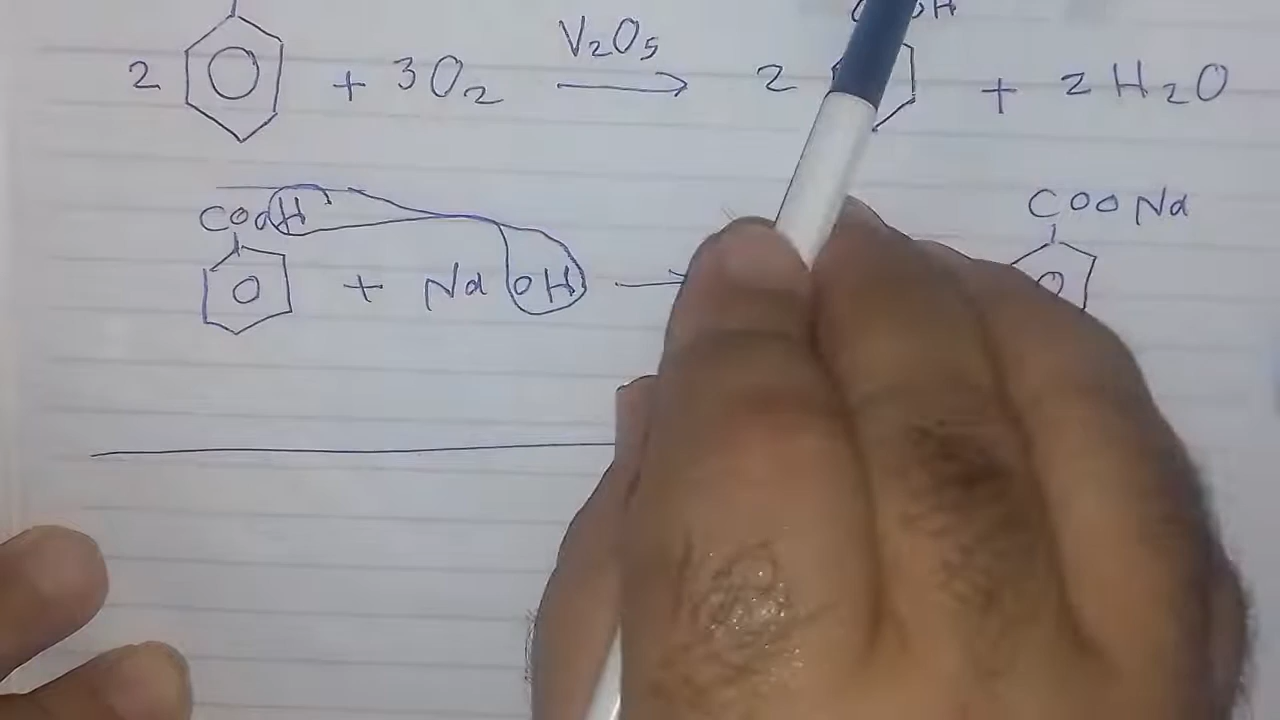 V₂O₅
2 + 3O₂ → 2 + 2H₂O
COOH COONa
+ NaOH →